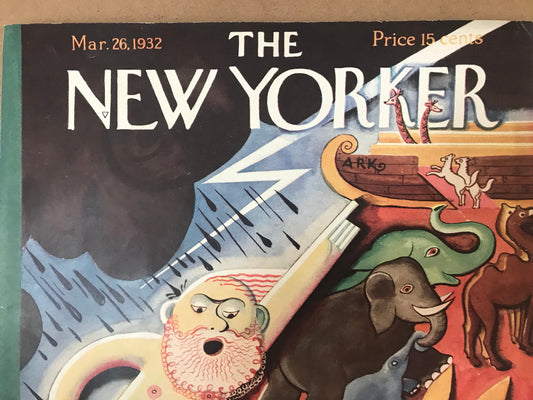 Mar. 26, 1932
THE
Price 15 cents
NEW YORKER
ARK